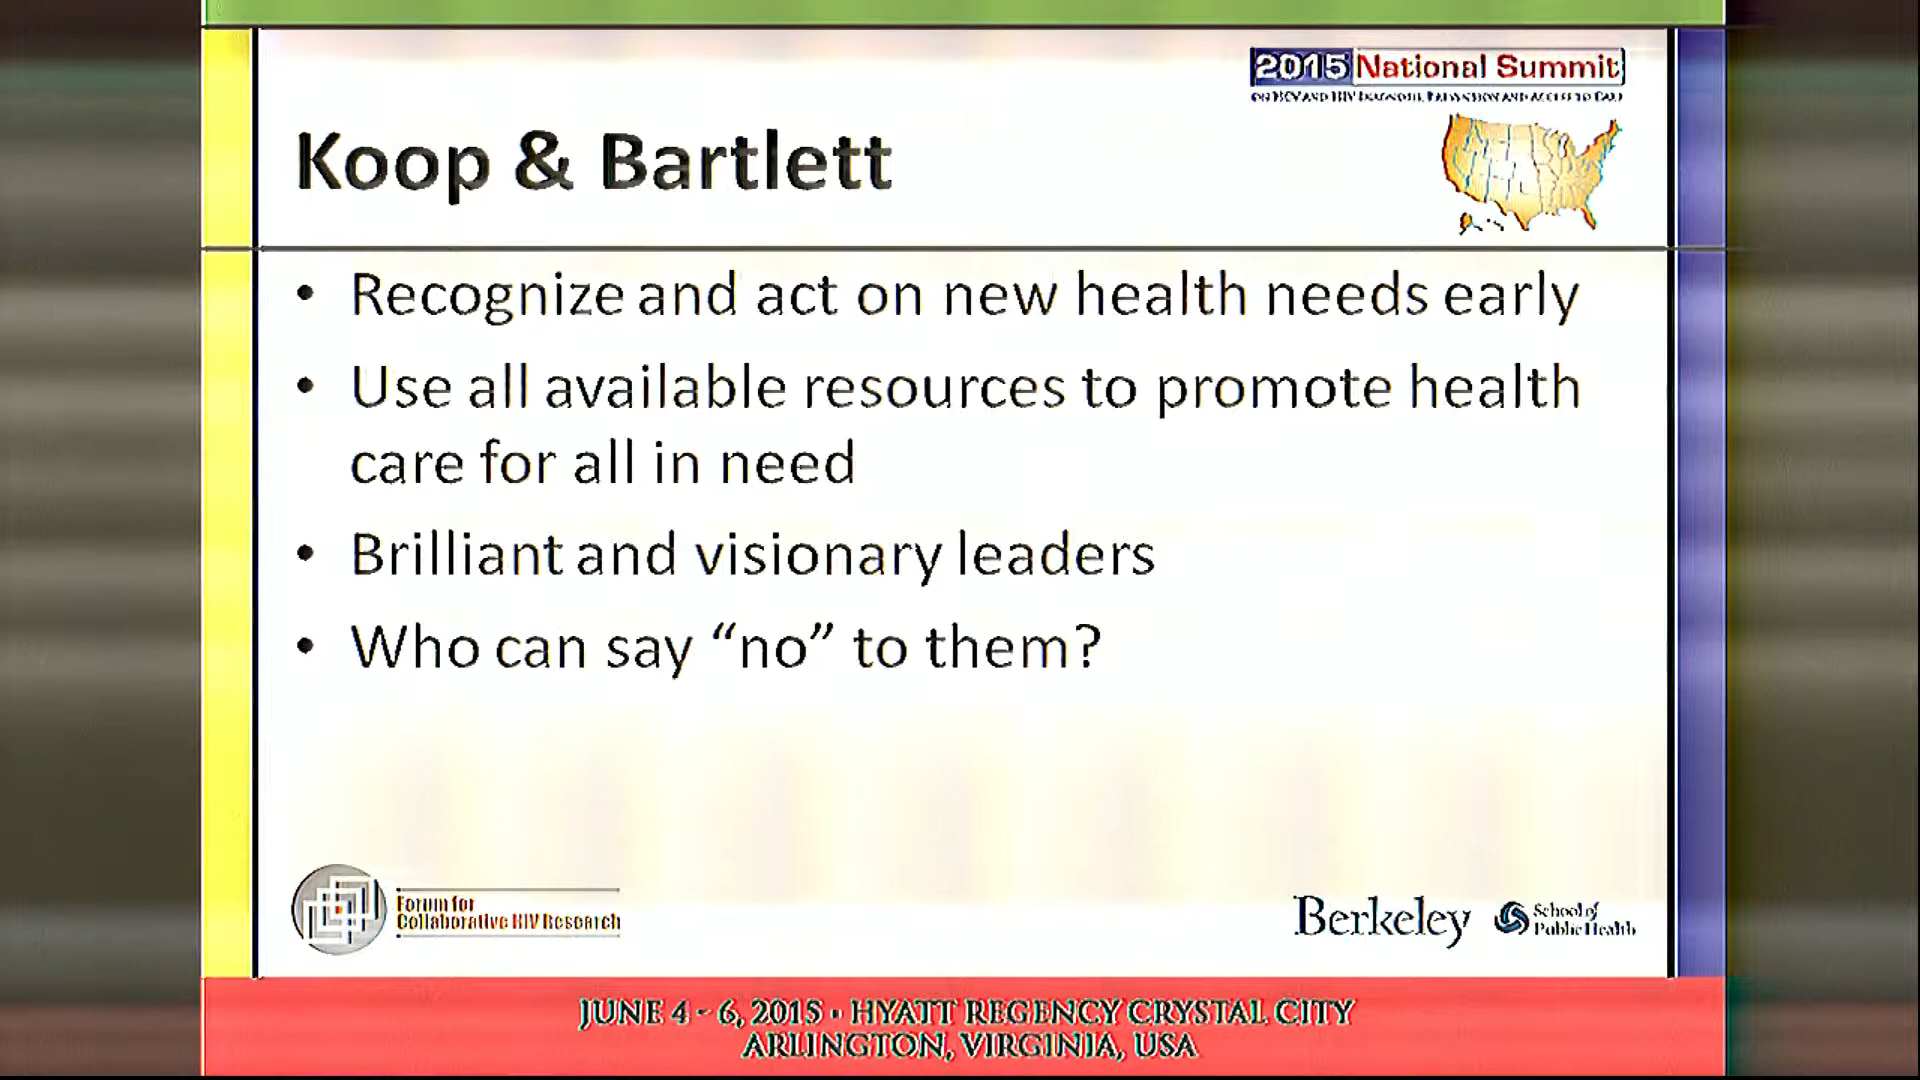 2015 National Summit
ON HCV AND HIV DIAGNOSIS, PREVENTION AND ACCESS TO CARE
Koop & Bartlett
• Recognize and act on new health needs early
• Use all available resources to promote health
care for all in need
• Brilliant and visionary leaders
• Who can say “no” to them?
Forum for
Collaborative HIV Research
Berkeley School of
Public Health
JUNE 4 - 6, 2015 • HYATT REGENCY CRYSTAL CITY
ARLINGTON, VIRGINIA, USA